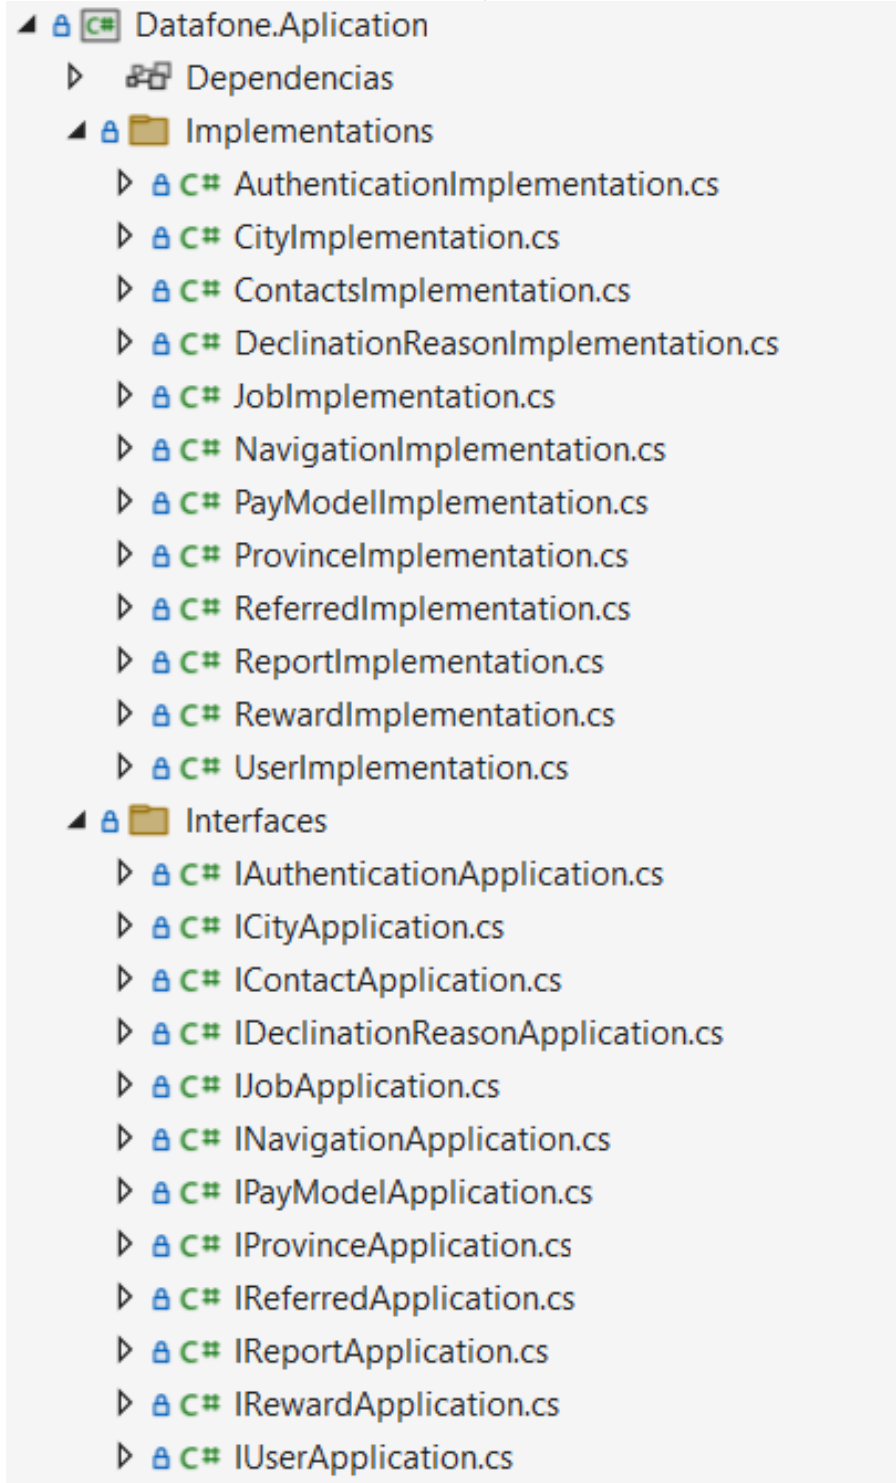 C# Datafone.Aplication
Dependencias
Implementations
C# AuthenticationImplementation.cs
C# CityImplementation.cs
C# ContactsImplementation.cs
C# DeclinationReasonImplementation.cs
C# JobImplementation.cs
C# NavigationImplementation.cs
C# PayModelImplementation.cs
C# ProvinceImplementation.cs
C# ReferredImplementation.cs
C# ReportImplementation.cs
C# RewardImplementation.cs
C# UserImplementation.cs
Interfaces
C# IAuthenticationApplication.cs
C# ICityApplication.cs
C# IContactApplication.cs
C# IDeclinationReasonApplication.cs
C# IJobApplication.cs
C# INavigationApplication.cs
C# IPayModelApplication.cs
C# IProvinceApplication.cs
C# IReferredApplication.cs
C# IReportApplication.cs
C# IRewardApplication.cs
C# IUserApplication.cs